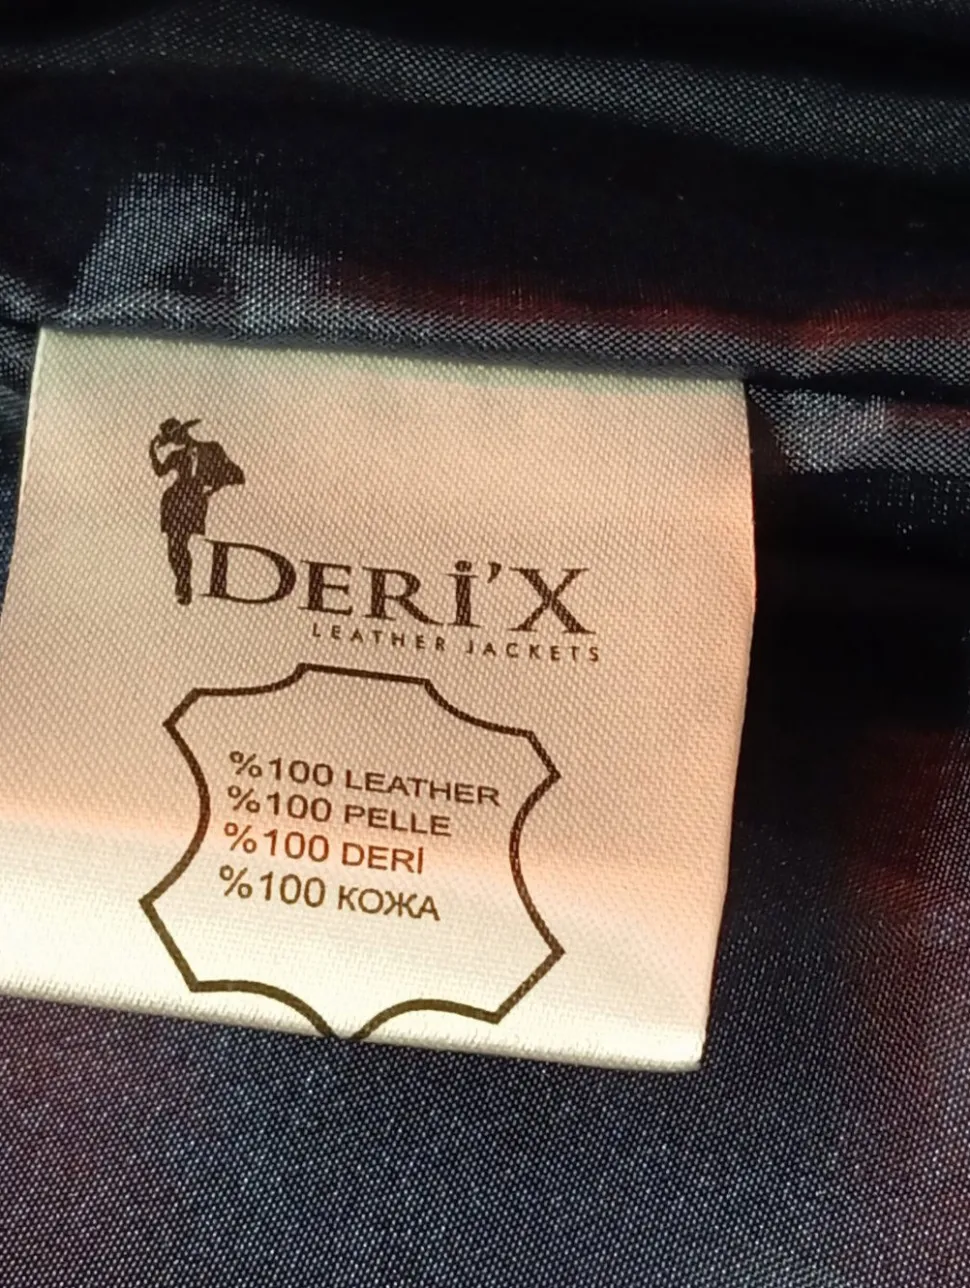 DERİ'X
LEATHER JACKETS
%100 LEATHER
%100 PELLE
%100 DERİ
%100 КОЖА